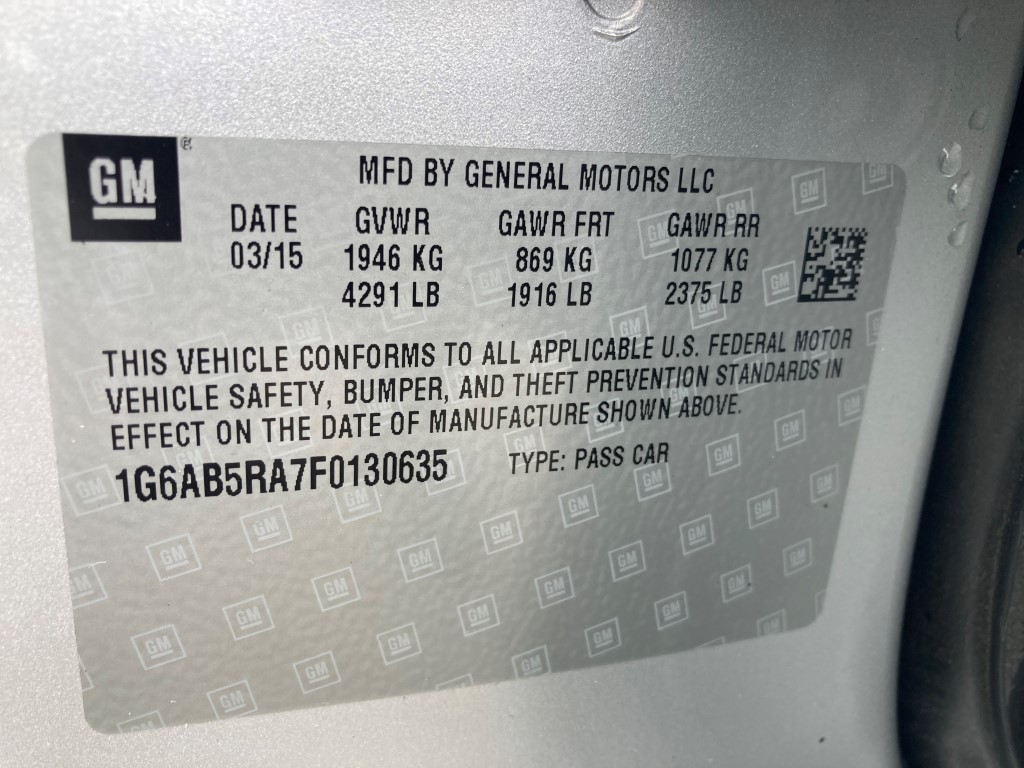 GM ®
MFD BY GENERAL MOTORS LLC
DATE GVWR GAWR FRT GAWR RR
03/15 1946 KG 869 KG 1077 KG
4291 LB 1916 LB 2375 LB
THIS VEHICLE CONFORMS TO ALL APPLICABLE U.S. FEDERAL MOTOR
VEHICLE SAFETY, BUMPER, AND THEFT PREVENTION STANDARDS IN
EFFECT ON THE DATE OF MANUFACTURE SHOWN ABOVE.
1G6AB5RA7F0130635 TYPE: PASS CAR